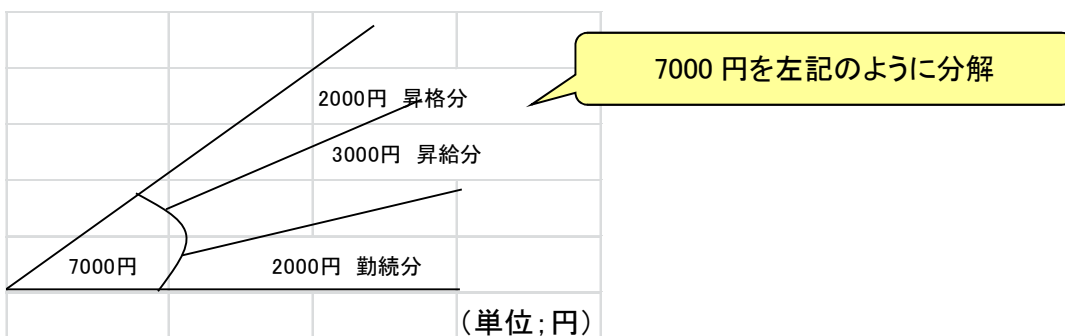 7000 円を左記のように分解
2000円 昇格分
3000円 昇給分
7000円
2000円 勤続分
(単位;円)